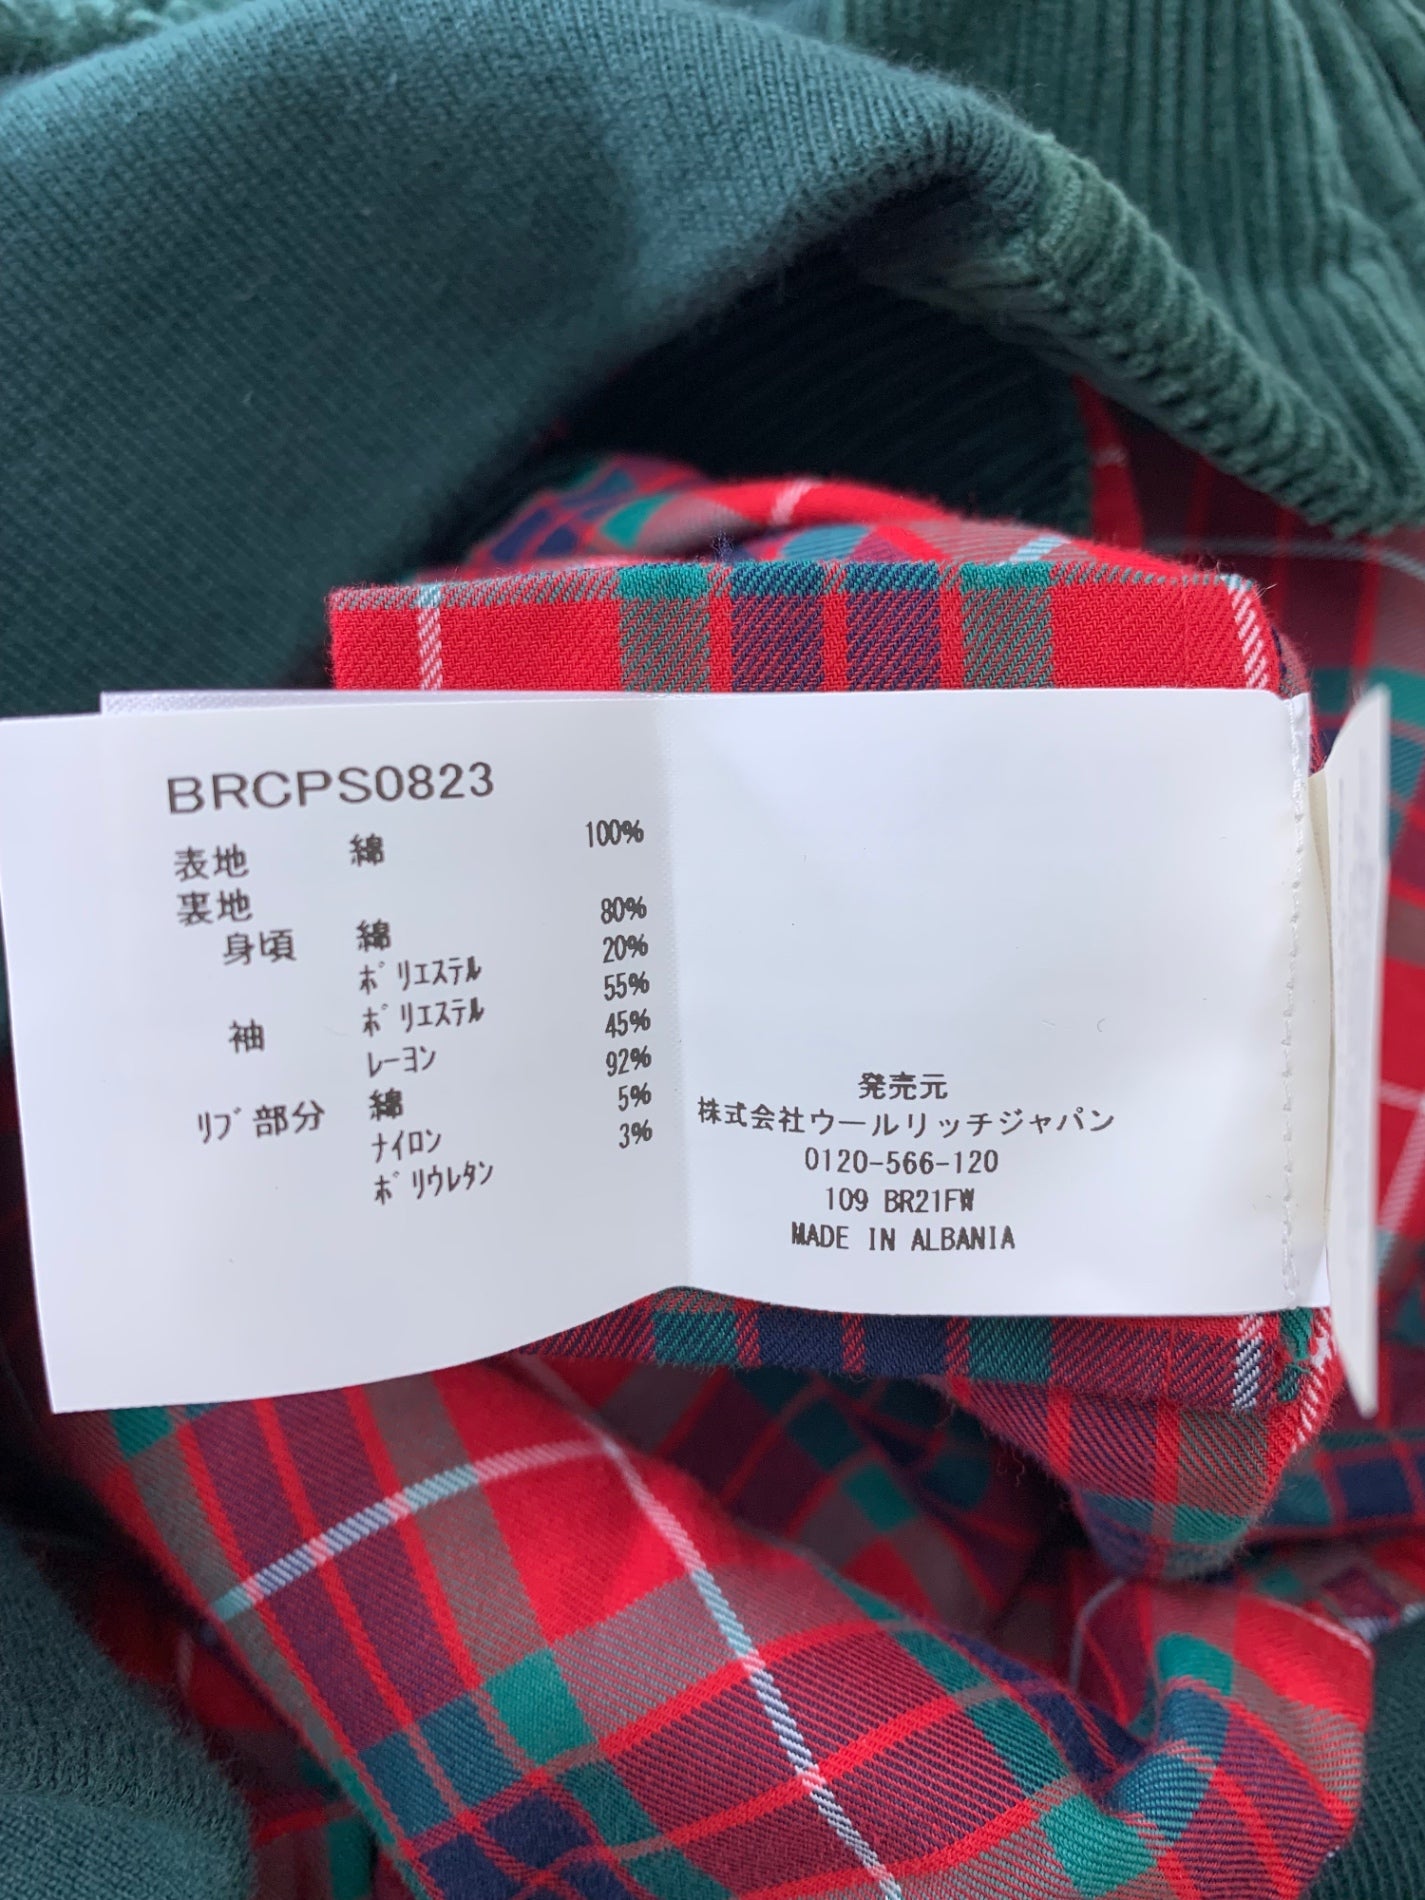 BRCPS0823
表地 綿 100%
裏地
身頃 綿 80%
ポリエステル 20%
袖 ポリエステル 55%
レーヨン 45%
リブ部分 綿 92%
ナイロン 5%
ポリウレタン 3%
発売元
株式会社ウールリッチジャパン
0120-566-120
109 BR21FW
MADE IN ALBANIA